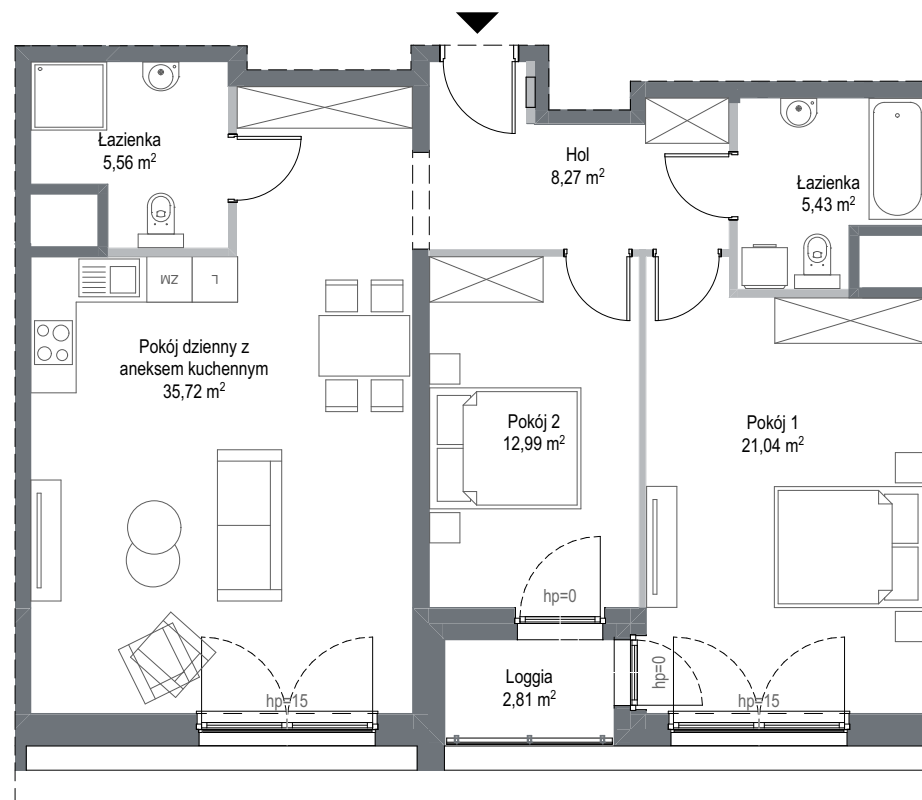 Łazienka
5,56 m²
Hol
8,27 m²
Łazienka
5,43 m²
ZM
L
Pokój dzienny z
aneksem kuchennym
35,72 m²
Pokój 2
12,99 m²
Pokój 1
21,04 m²
hp=0
Loggia
2,81 m²
hp=0
hp=15
hp=15